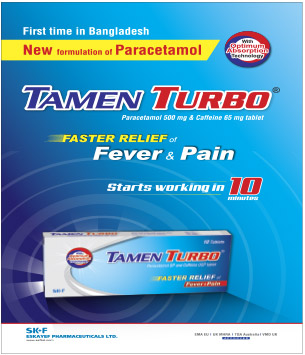 First time in Bangladesh
New formulation of Paracetamol
With
Optimum
Absorption
Technology
TAMEN TURBO®
Paracetamol 500 mg & Caffeine 65 mg tablet
FASTER RELIEF of
Fever & Pain
Starts working in 10
minutes
TAMEN TURBO
FASTER RELIEF of
Fever&Pain
SK-F
SK-F
ESKAYEF PHARMACEUTICALS LTD.